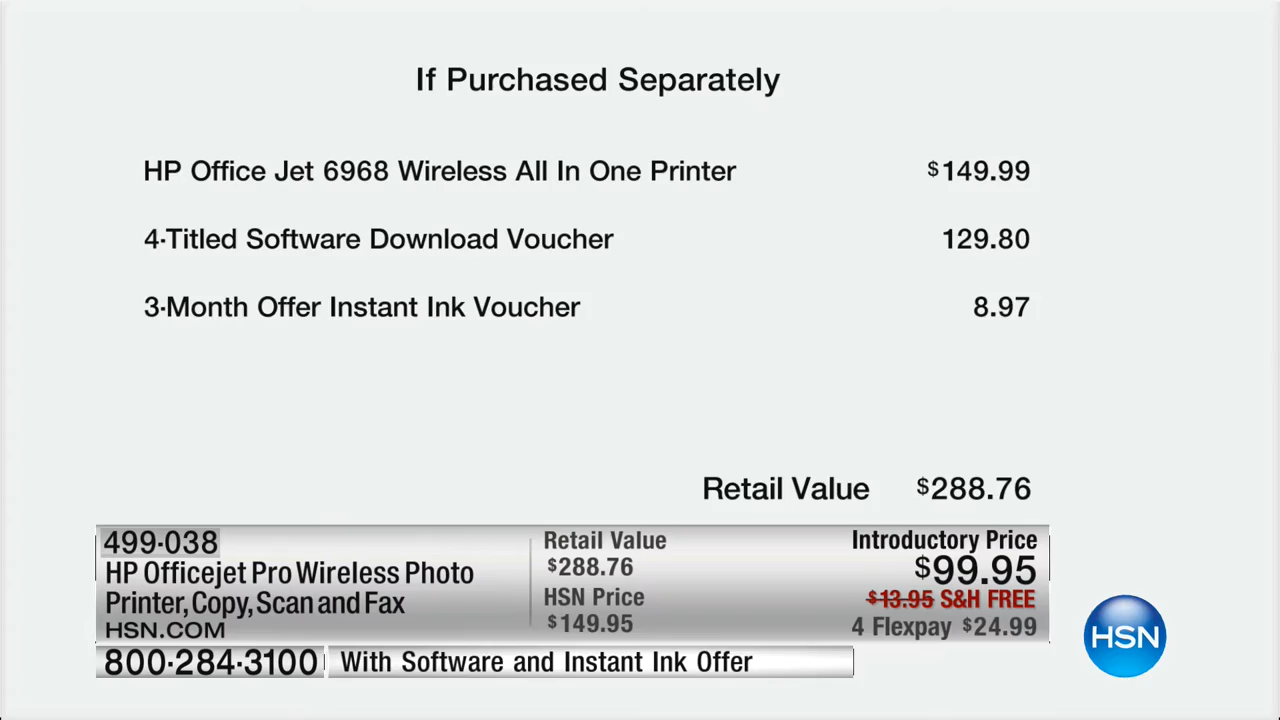 If Purchased Separately
HP Office Jet 6968 Wireless All In One Printer $149.99
4-Titled Software Download Voucher 129.80
3-Month Offer Instant Ink Voucher 8.97
Retail Value $288.76
499-038
HP Officejet Pro Wireless Photo
Printer, Copy, Scan and Fax
HSN.COM
Retail Value
$288.76
HSN Price
$149.95
Introductory Price
$99.95
$13.95 S&H FREE
4 Flexpay $24.99
800-284-3100 With Software and Instant Ink Offer
HSN